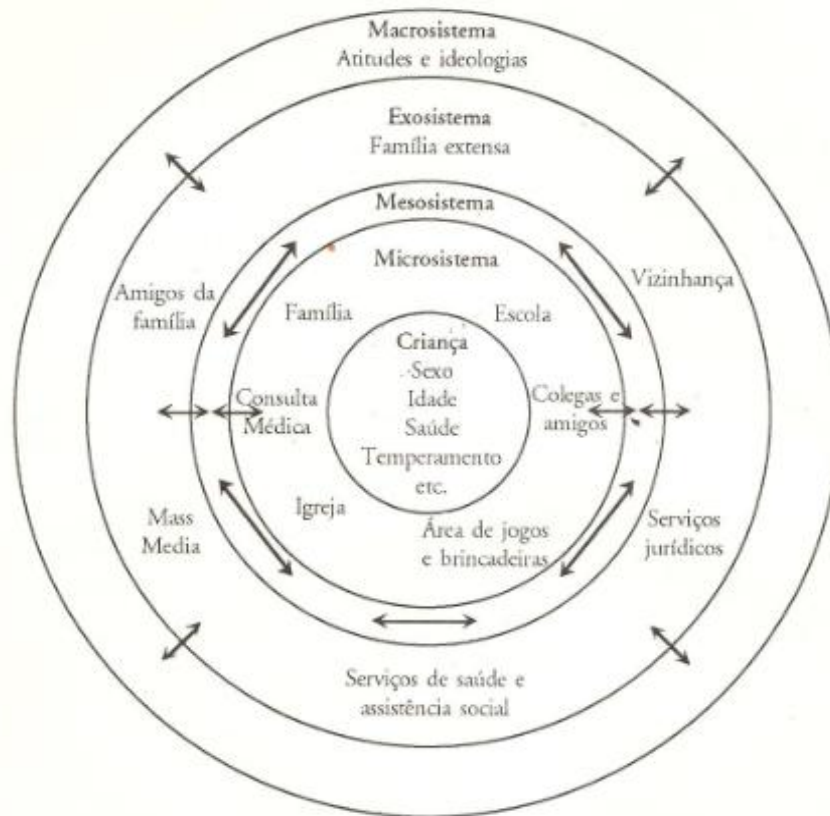 Macrosistema
Atitudes e ideologias
Exosistema
Família extensa
Mesosistema
Microsistema
Amigos da
família
Vizinhança
Família
Escola
Criança
Sexo
Idade
Saúde
Temperamento
etc.
Consulta
Médica
Colegas e
amigos
Igreja
Área de jogos
e brincadeiras
Mass
Media
Serviços
jurídicos
Serviços de saúde e
assistência social